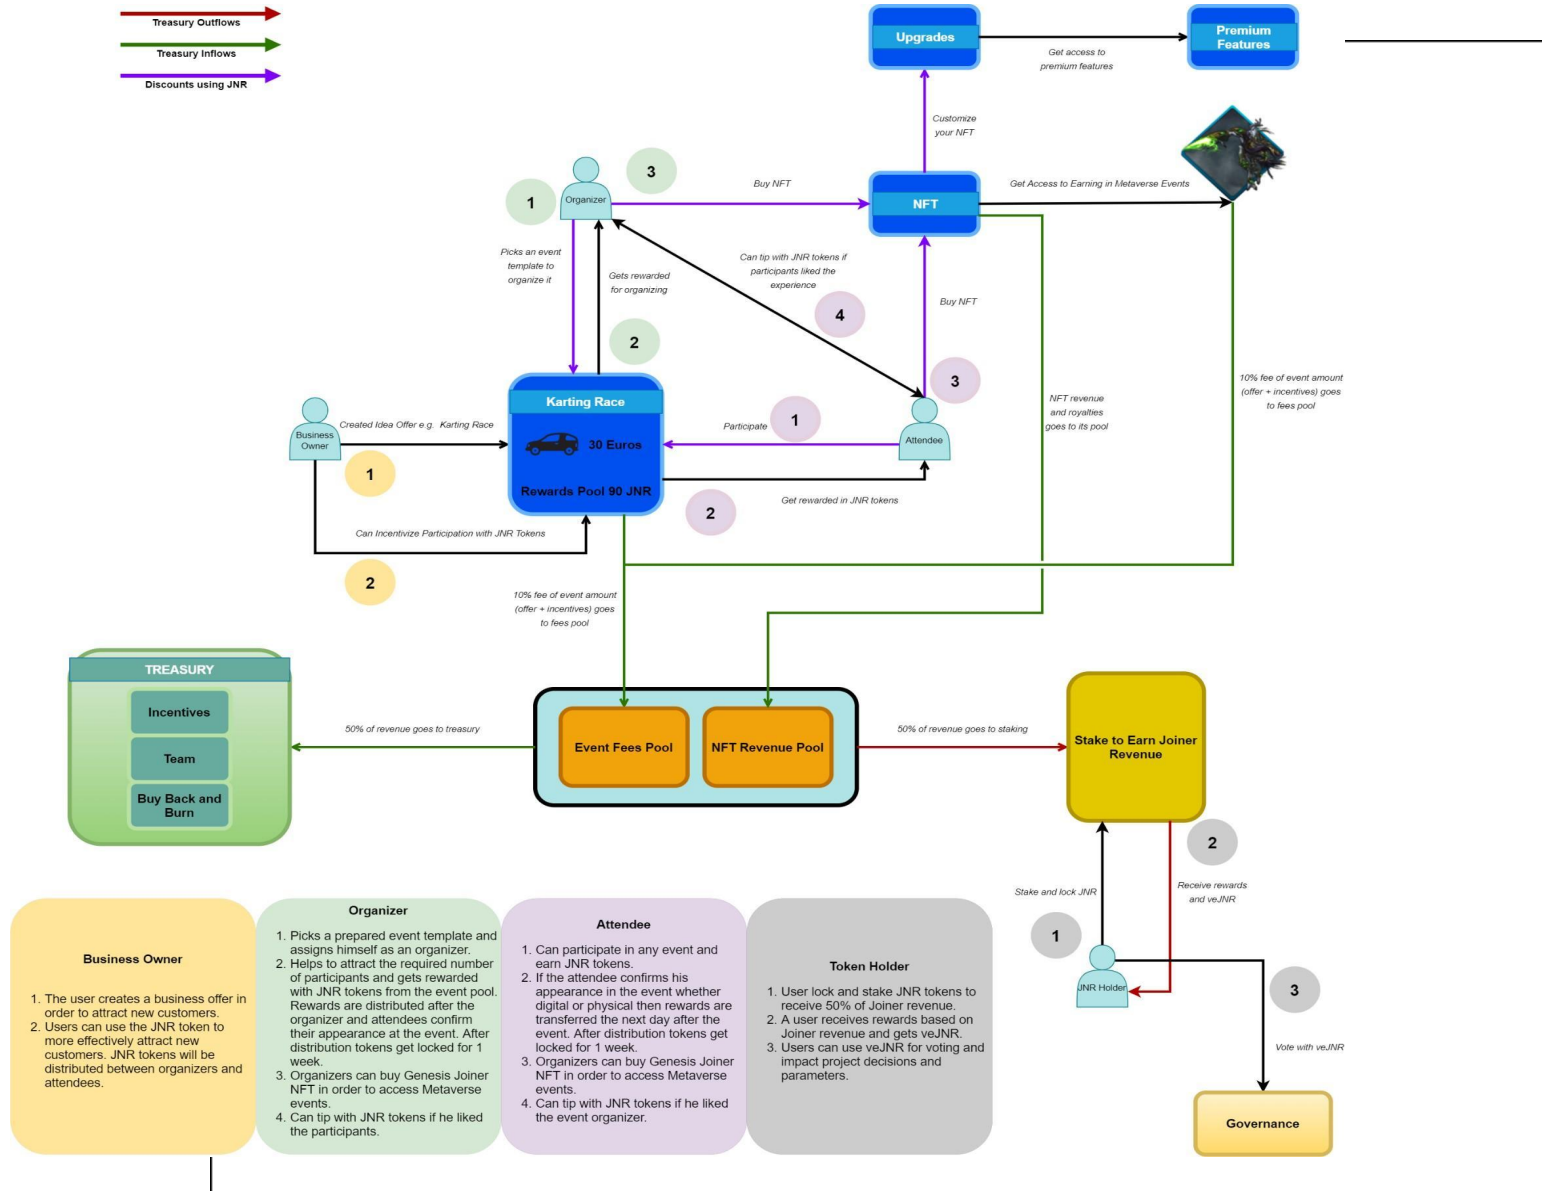 Treasury Outflows
Treasury Inflows
Discounts using JNR
Upgrades
Get access to
premium features
Premium
Features
Customize
your NFT
3
1
Organizer
Buy NFT
NFT
Get Access to Earning in Metaverse Events
Picks an event
template to
organize it
Gets rewarded
for organizing
Can tip with JNR tokens if
participants liked the
experience
4
Buy NFT
2
3
10% fee of event amount
(offer + incentives) goes
to fees pool
NFT revenue
and royalties
goes to its pool
Business
Owner
Created Idea Offer e.g. Karting Race
1
Karting Race
30 Euros
Rewards Pool 90 JNR
Participate
1
Attendee
Get rewarded in JNR tokens
2
Can Incentivize Participation with JNR Tokens
2
10% fee of event amount
(offer + incentives) goes
to fees pool
TREASURY
Incentives
Team
Buy Back and
Burn
50% of revenue goes to treasury
Event Fees Pool
NFT Revenue Pool
50% of revenue goes to staking
Stake to Earn Joiner
Revenue
2
Stake and lock JNR
Receive rewards
and veJNR
1
JNR Holder
3
Vote with veJNR
Governance
Business Owner
1. The user creates a business offer in
order to attract new customers.
2. Users can use the JNR token to
more effectively attract new
customers. JNR tokens will be
distributed between organizers and
attendees.
Organizer
1. Picks a prepared event template and
assigns himself as an organizer.
2. Helps to attract the required number
of participants and gets rewarded
with JNR tokens from the event pool.
Rewards are distributed after the
organizer and attendees confirm
their appearance at the event. After
distribution tokens get locked for 1
week.
3. Organizers can buy Genesis Joiner
NFT in order to access Metaverse
events.
4. Can tip with JNR tokens if he liked
the participants.
Attendee
1. Can participate in any event and
earn JNR tokens.
2. If the attendee confirms his
appearance in the event whether
digital or physical then rewards are
transferred the next day after the
event. After distribution tokens get
locked for 1 week.
3. Organizers can buy Genesis Joiner
NFT in order to access Metaverse
events.
4. Can tip with JNR tokens if he liked
the event organizer.
Token Holder
1. User lock and stake JNR tokens to
receive 50% of Joiner revenue.
2. A user receives rewards based on
Joiner revenue and gets veJNR.
3. Users can use veJNR for voting and
impact project decisions and
parameters.